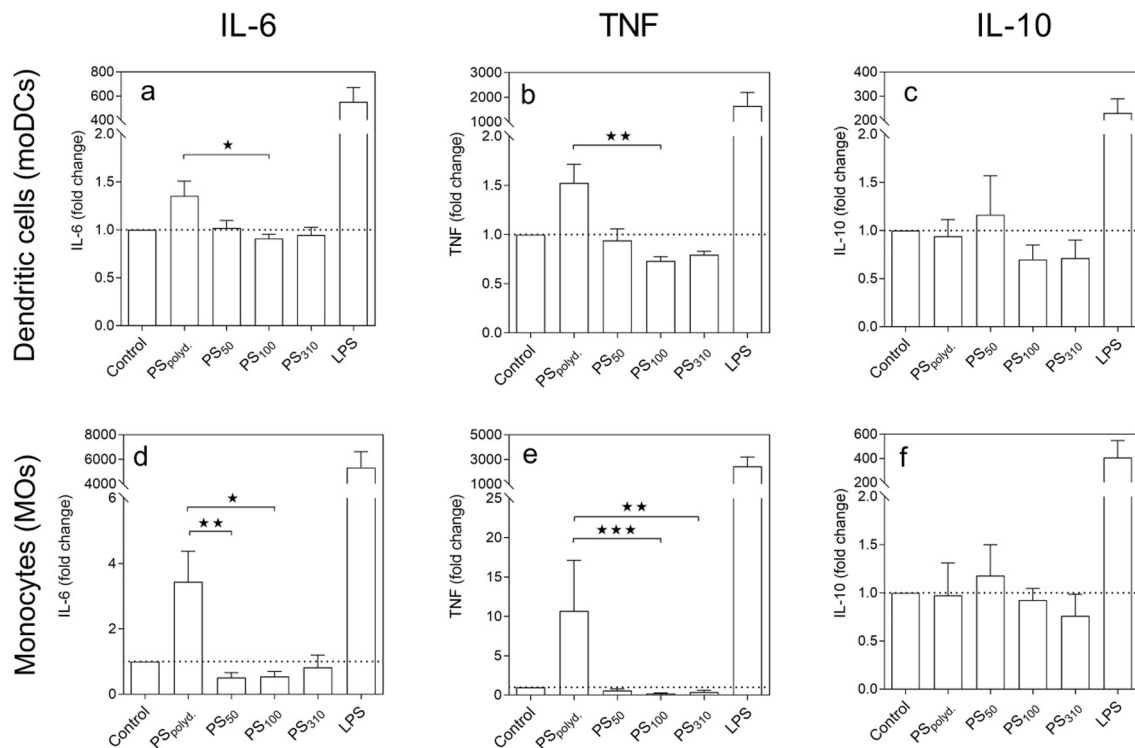 IL-6
TNF
IL-10
Dendritic cells (moDCs)
a
IL-6 (fold change)
800
600
400
200
2.0
1.5
1.0
0.5
0.0
★
Control
PSpolyd.
PS50
PS100
PS310
LPS
b
TNF (fold change)
3000
2000
1000
2.0
1.5
1.0
0.5
0.0
★★
Control
PSpolyd.
PS50
PS100
PS310
LPS
c
IL-10 (fold change)
400
300
200
100
2.0
1.5
1.0
0.5
0.0
Control
PSpolyd.
PS50
PS100
PS310
LPS
Monocytes (MOs)
d
IL-6 (fold change)
8000
6000
4000
2000
6
4
2
0
★
★★
Control
PSpolyd.
PS50
PS100
PS310
LPS
e
TNF (fold change)
5000
3000
1000
25
20
15
10
5
0
★★
★★★
Control
PSpolyd.
PS50
PS100
PS310
LPS
f
IL-10 (fold change)
600
400
200
2.0
1.5
1.0
0.5
0.0
Control
PSpolyd.
PS50
PS100
PS310
LPS